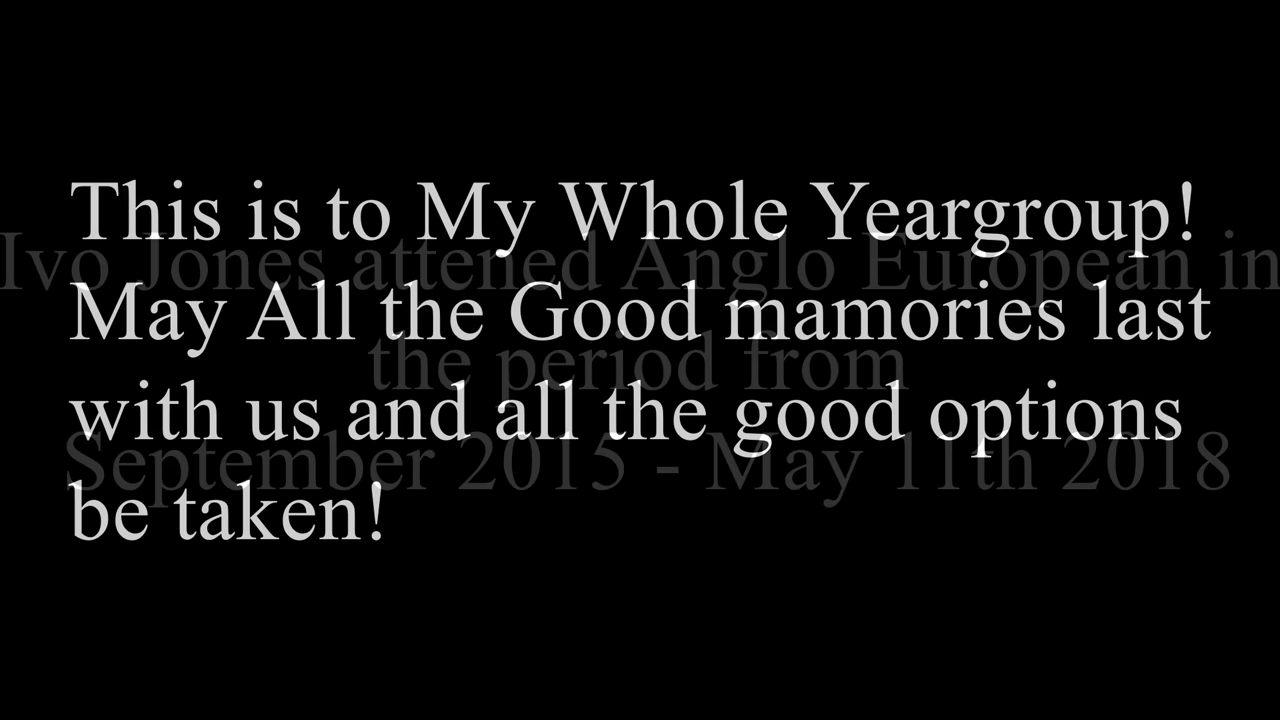 This is to My Whole Yeargroup!
May All the Good mamories last
with us and all the good options
be taken!
Ivo Jones attened Anglo European in
the period from
September 2015 - May 11th 2018